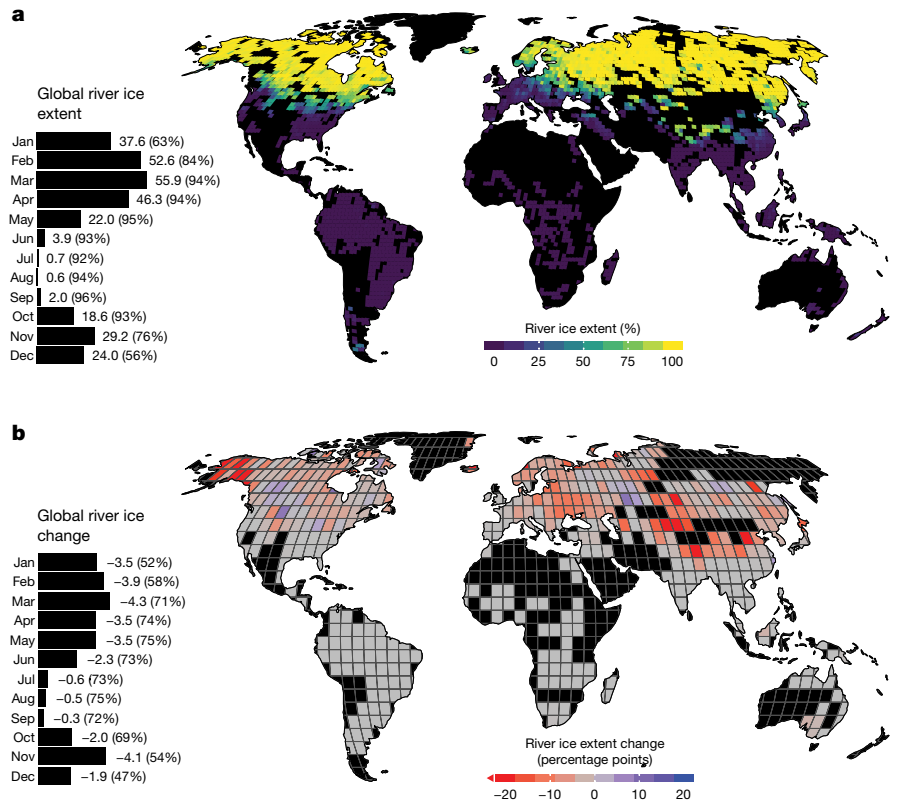 a
Global river ice
extent
Jan 37.6 (63%)
Feb 52.6 (84%)
Mar 55.9 (94%)
Apr 46.3 (94%)
May 22.0 (95%)
Jun 3.9 (93%)
Jul 0.7 (92%)
Aug 0.6 (94%)
Sep 2.0 (96%)
Oct 18.6 (93%)
Nov 29.2 (76%)
Dec 24.0 (56%)
River ice extent (%)
0 25 50 75 100
b
Global river ice
change
Jan −3.5 (52%)
Feb −3.9 (58%)
Mar −4.3 (71%)
Apr −3.5 (74%)
May −3.5 (75%)
Jun −2.3 (73%)
Jul −0.6 (73%)
Aug −0.5 (75%)
Sep −0.3 (72%)
Oct −2.0 (69%)
Nov −4.1 (54%)
Dec −1.9 (47%)
River ice extent change
(percentage points)
−20 −10 0 10 20